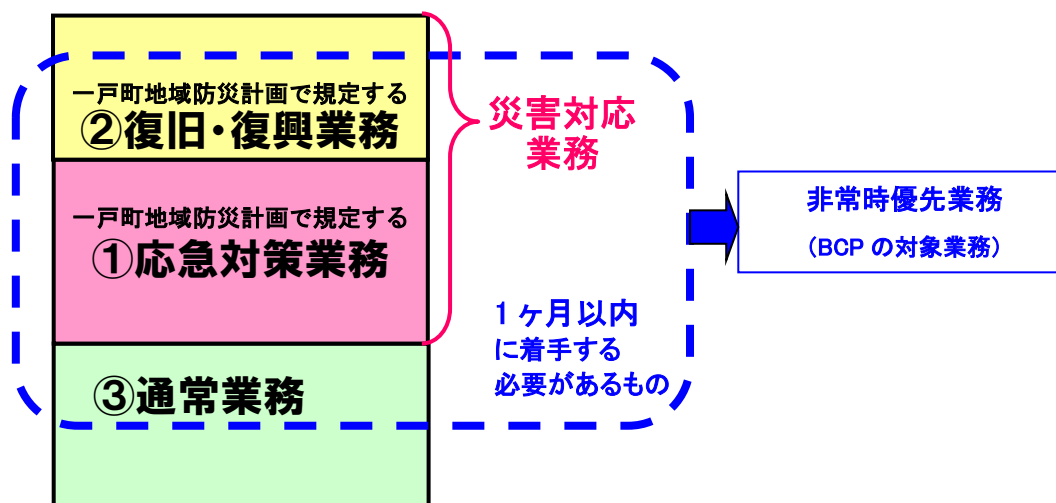 一戸町地域防災計画で規定する
②復旧・復興業務
一戸町地域防災計画で規定する
①応急対策業務
③通常業務
災害対応
業務
1ヶ月以内
に着手する
必要があるもの
非常時優先業務
(BCP の対象業務)